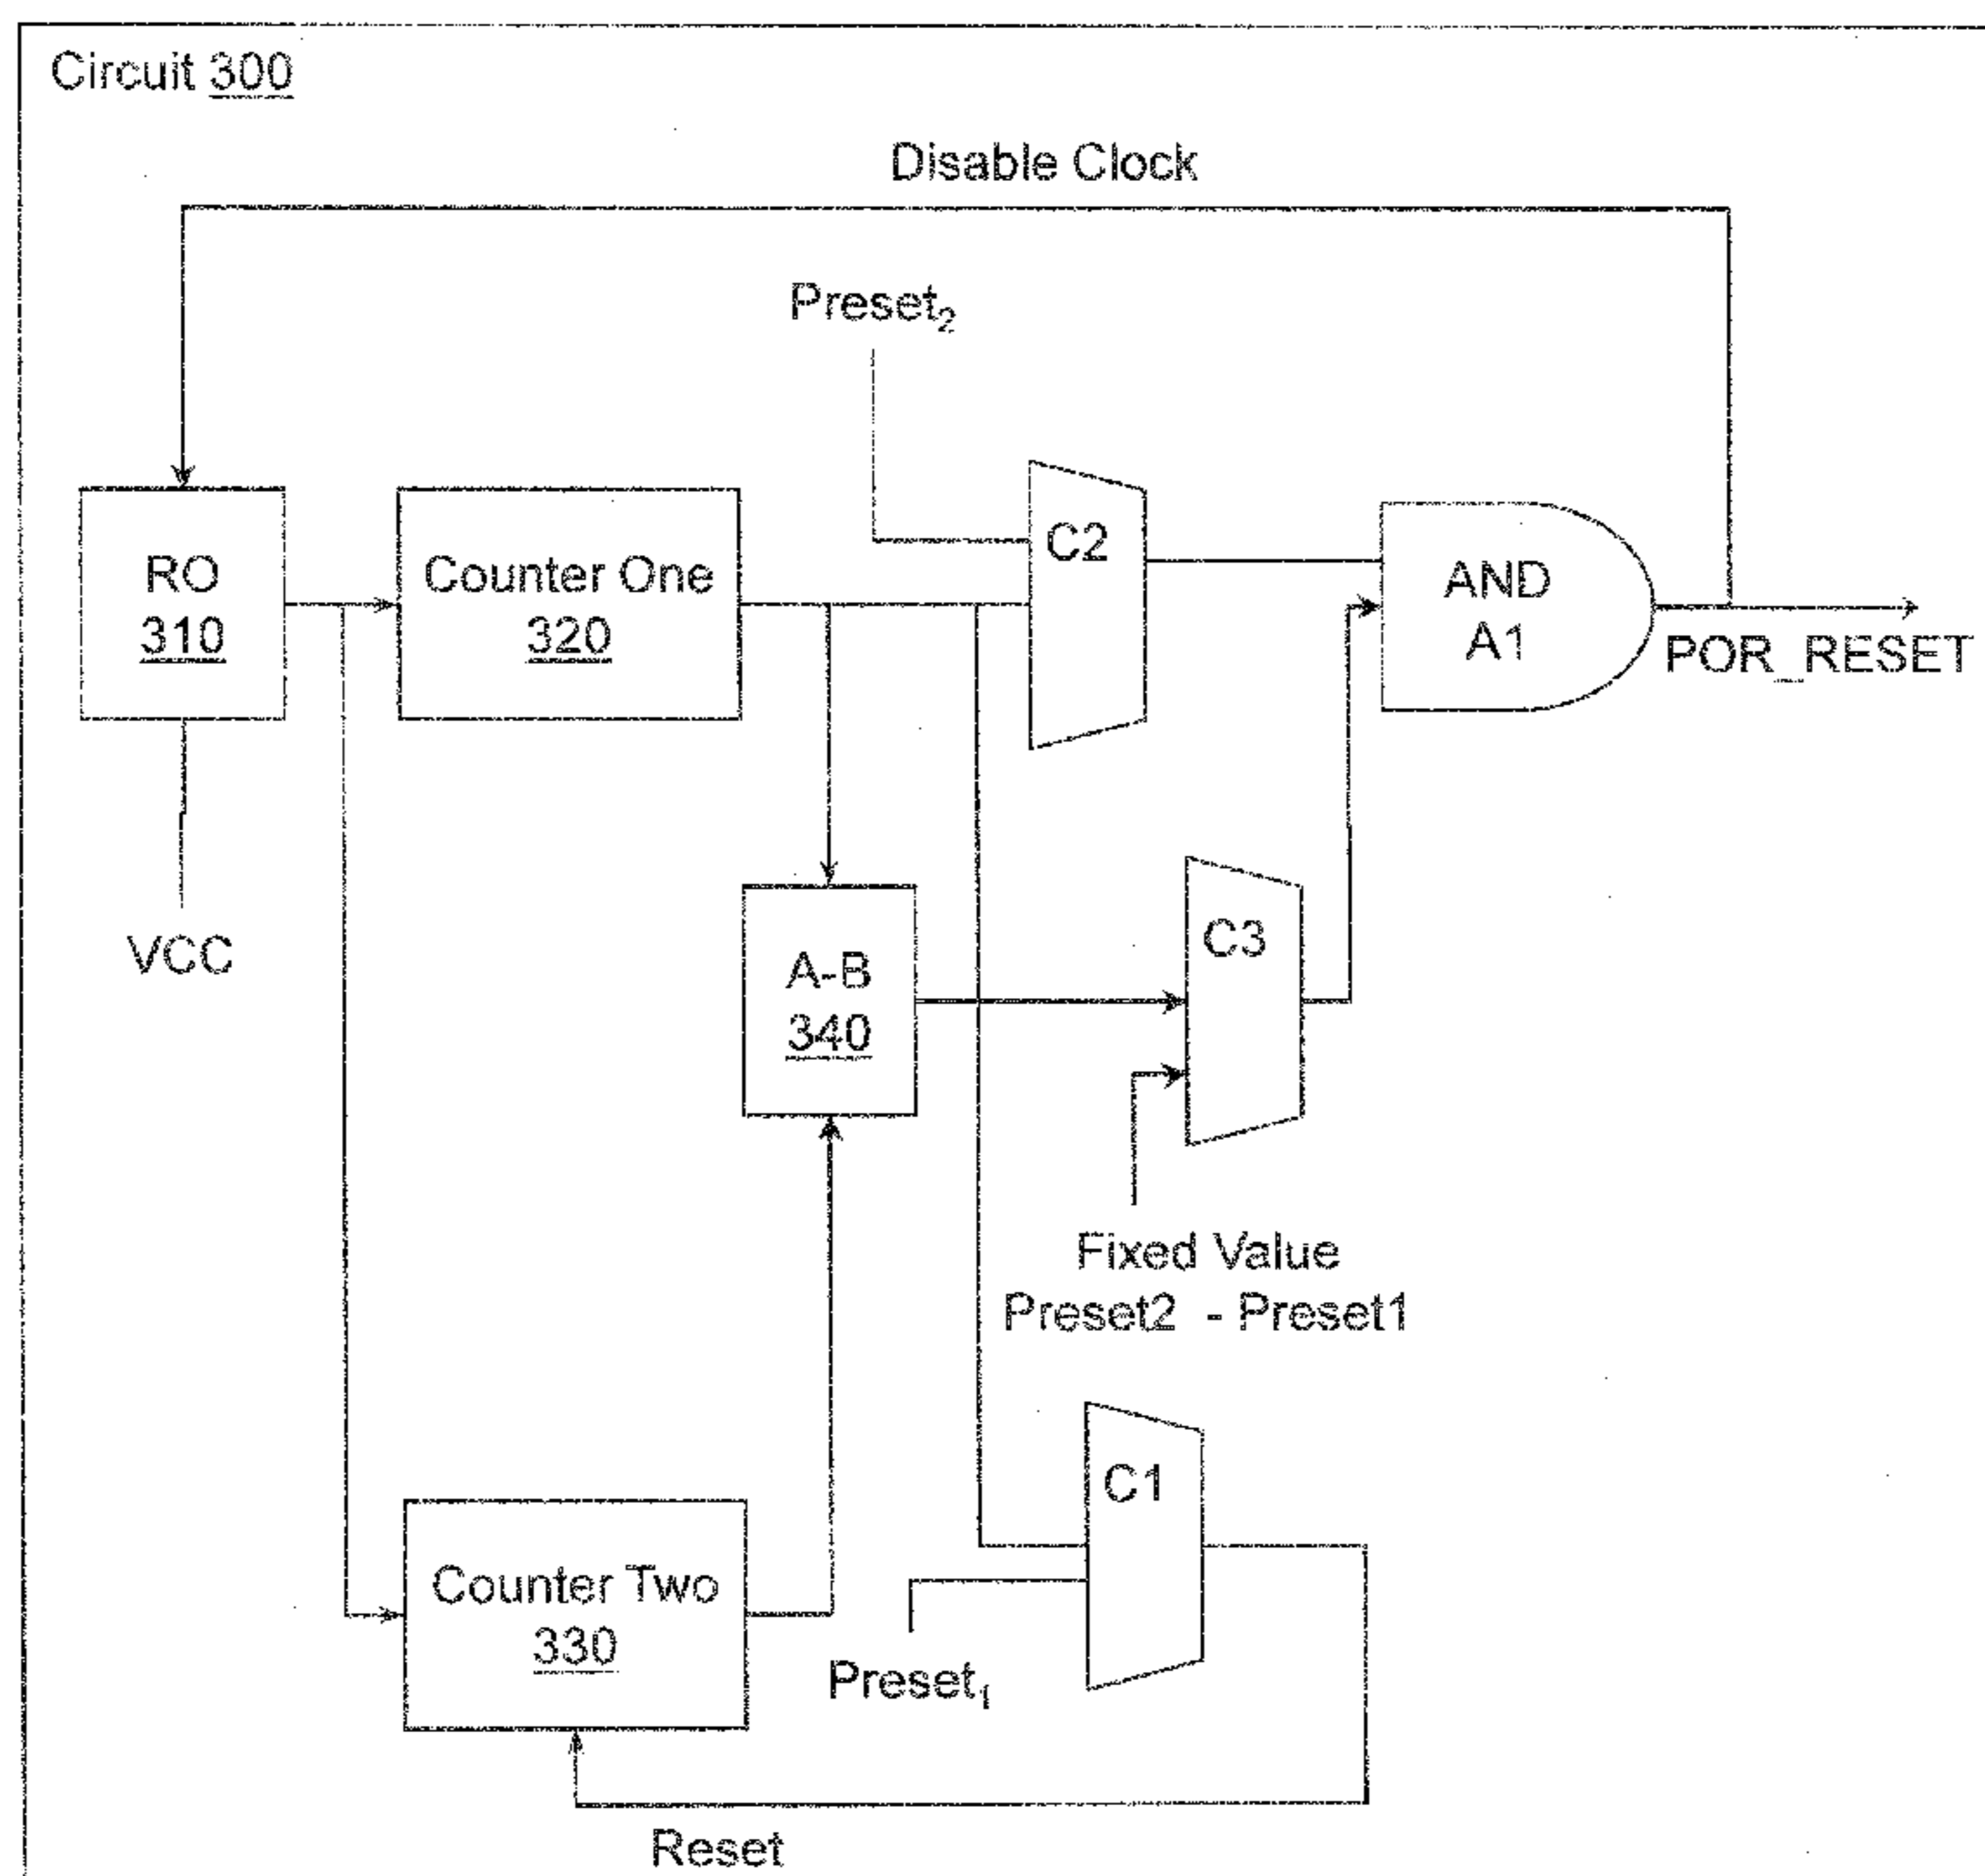 Circuit 300
Disable Clock
Preset₂
RO
310
Counter One
320
C2
AND
A1
POR_RESET
VCC
A-B
340
C3
Fixed Value
Preset2 - Preset1
C1
Counter Two
330
Preset₁
Reset